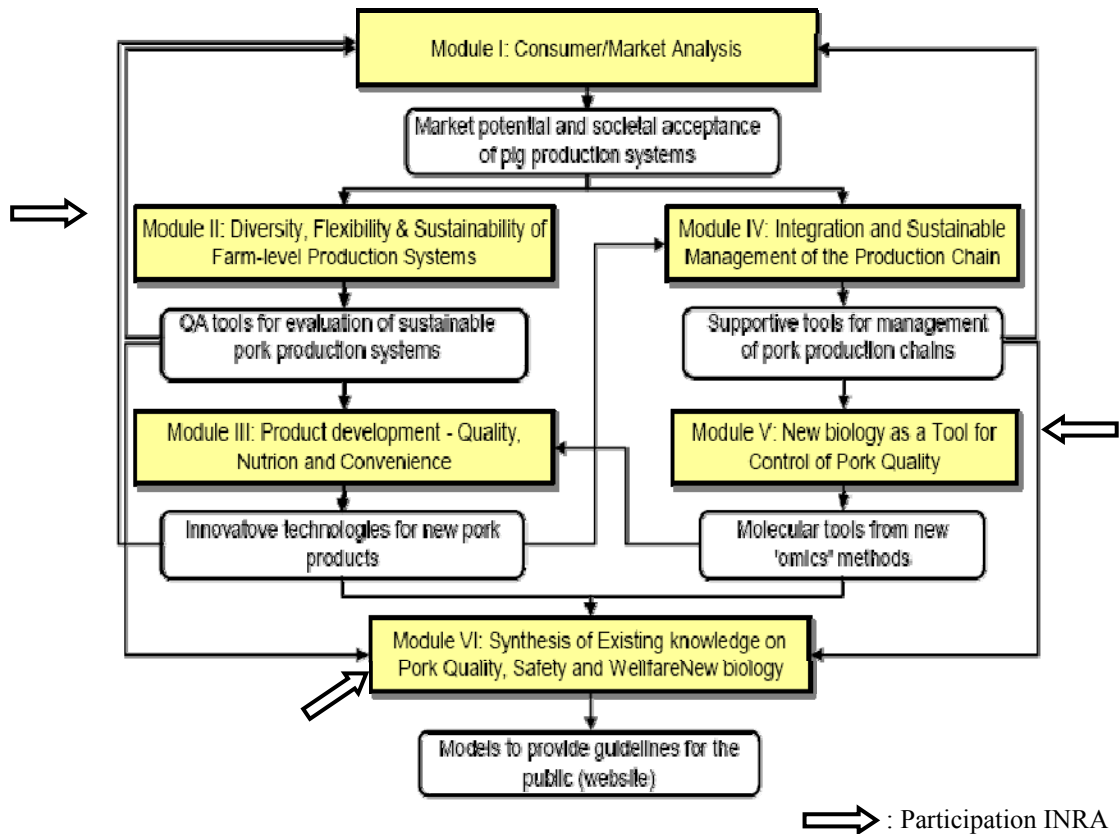 Module I: Consumer/Market Analysis
Market potential and societal acceptance
of pig production systems
Module II: Diversity, Flexibility & Sustainability of
Farm-level Production Systems
Module IV: Integration and Sustainable
Management of the Production Chain
QA tools for evaluation of sustainable
pork production systems
Supportive tools for management
of pork production chains
Module III: Product development - Quality,
Nutrition and Convenience
Module V: New biology as a Tool for
Control of Pork Quality
Innovatove technologies for new pork
products
Molecular tools from new
'omics" methods
Module VI: Synthesis of Existing knowledge on
Pork Quality, Safety and WellfareNew biology
Models to provide guidelines for the
public (website)
: Participation INRA